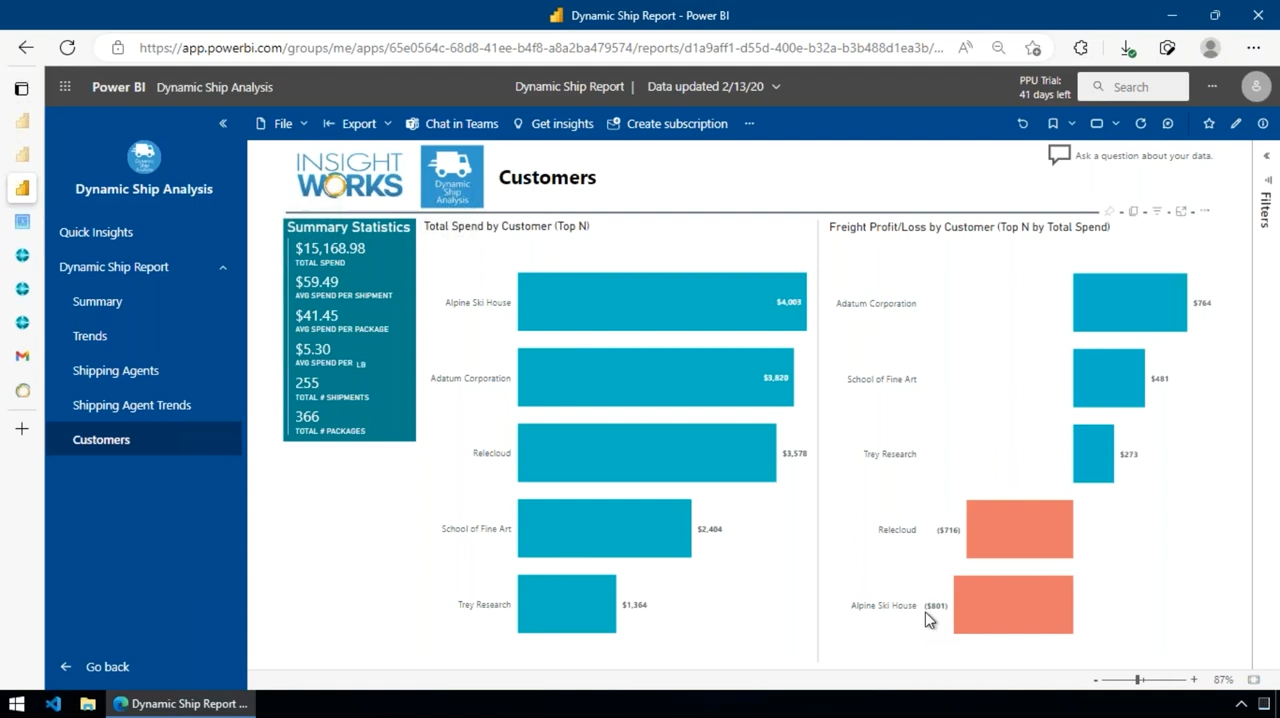 Dynamic Ship Report - Power BI
https://app.powerbi.com/groups/me/apps/65e0564c-68d8-41ee-b4f8-a8a2ba479574/reports/d1a9aff1-d55d-400e-b32a-b3b488d1ea3b/...
Power BI Dynamic Ship Analysis
Dynamic Ship Report | Data updated 2/13/20
PPU Trial:
41 days left
Search
File Export Chat in Teams Get insights Create subscription
Dynamic Ship Analysis
Quick Insights
Dynamic Ship Report
Summary
Trends
Shipping Agents
Shipping Agent Trends
Customers
Go back
INSIGHT
WORKS
Dynamic
Ship
Analysis
Customers
Ask a question about your data.
Filters
Summary Statistics
$15,168.98
TOTAL SPEND
$59.49
AVG SPEND PER SHIPMENT
$41.45
AVG SPEND PER PACKAGE
$5.30
AVG SPEND PER LB
255
TOTAL # SHIPMENTS
366
TOTAL # PACKAGES
Total Spend by Customer (Top N)
Alpine Ski House $4,003
Adatum Corporation $3,820
Relecloud $3,578
School of Fine Art $2,404
Trey Research $1,364
Freight Profit/Loss by Customer (Top N by Total Spend)
Adatum Corporation $764
School of Fine Art $481
Trey Research $273
Relecloud ($716)
Alpine Ski House ($801)
- + 87%
Dynamic Ship Report ...